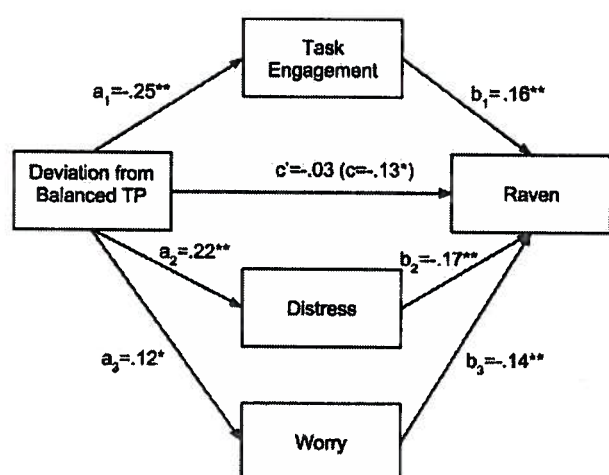 Task
Engagement
a₁=-.25**
b₁=.16**
Deviation from
Balanced TP
c'=-.03 (c=-.13*)
Raven
a₂=.22**
b₂=-.17**
Distress
a₃=.12*
b₃=-.14**
Worry